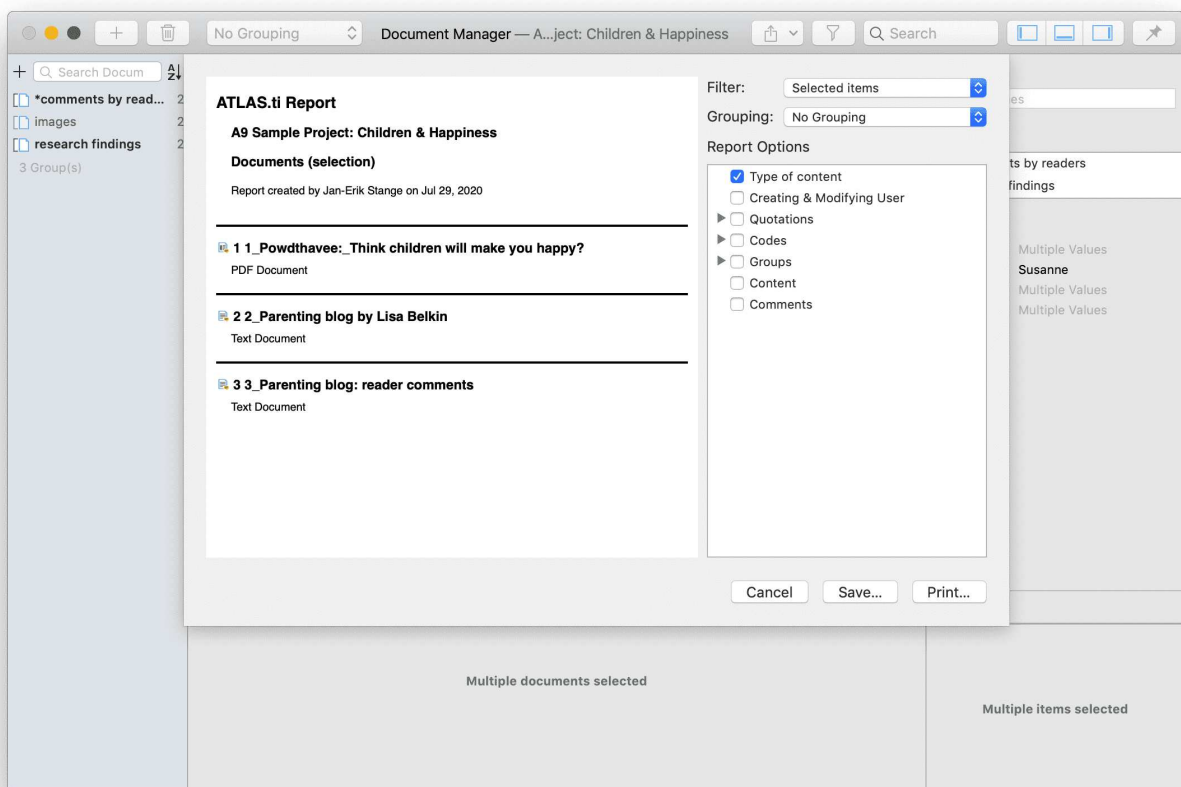 No Grouping
Document Manager — A...ject: Children & Happiness
Search
Search Docum
*comments by read... 2
images 2
research findings 2
3 Group(s)
ATLAS.ti Report
A9 Sample Project: Children & Happiness
Documents (selection)
Report created by Jan-Erik Stange on Jul 29, 2020
1 1_Powdthavee:_Think children will make you happy?
PDF Document
2 2_Parenting blog by Lisa Belkin
Text Document
3 3_Parenting blog: reader comments
Text Document
Filter: Selected items
Grouping: No Grouping
Report Options
Type of content
Creating & Modifying User
Quotations
Codes
Groups
Content
Comments
Cancel Save... Print...
es
ts by readers
findings
Multiple Values
Susanne
Multiple Values
Multiple Values
Multiple documents selected
Multiple items selected